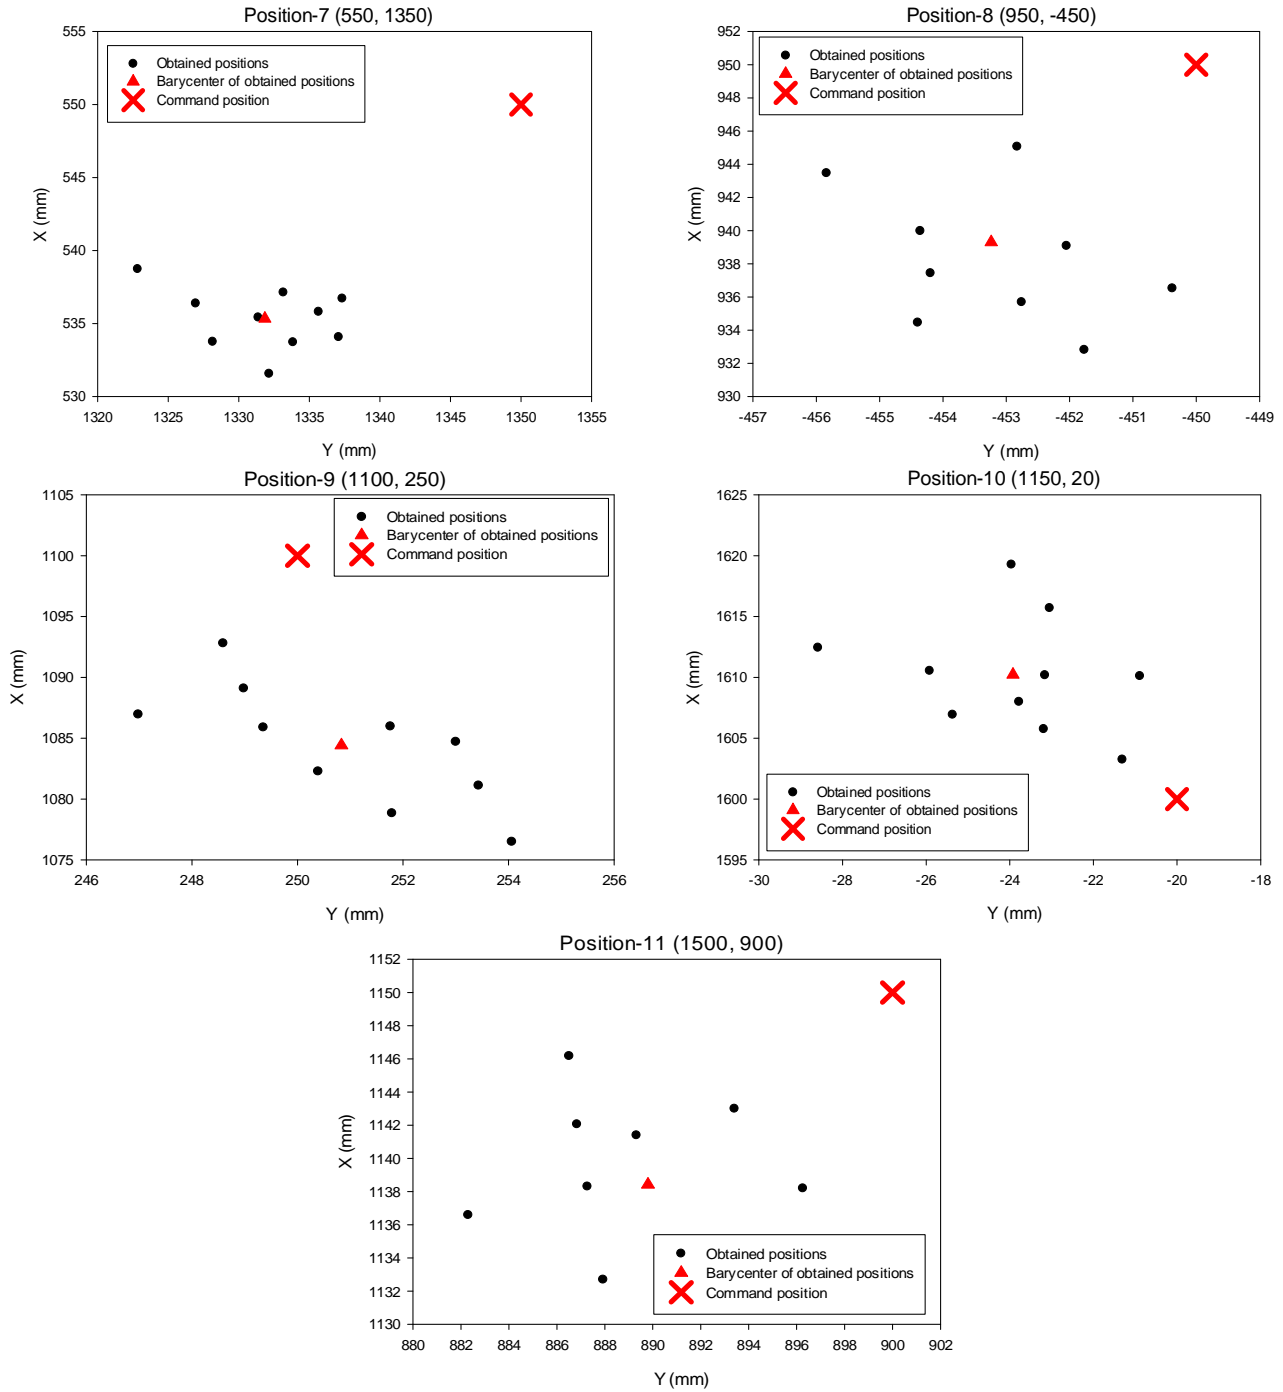 Position-7 (550, 1350)
555
550
545
540
535
530
X (mm)
Obtained positions
Barycenter of obtained positions
Command position
1320 1325 1330 1335 1340 1345 1350 1355
Y (mm)
Position-8 (950, -450)
952
950
948
946
944
942
940
938
936
934
932
930
X (mm)
Obtained positions
Barycenter of obtained positions
Command position
-457 -456 -455 -454 -453 -452 -451 -450 -449
Y (mm)
Position-9 (1100, 250)
1105
1100
1095
1090
1085
1080
1075
X (mm)
Obtained positions
Barycenter of obtained positions
Command position
246 248 250 252 254 256
Y (mm)
Position-10 (1150, 20)
1625
1620
1615
1610
1605
1600
1595
X (mm)
Obtained positions
Barycenter of obtained positions
Command position
-30 -28 -26 -24 -22 -20 -18
Y (mm)
Position-11 (1500, 900)
1152
1150
1148
1146
1144
1142
1140
1138
1136
1134
1132
1130
X (mm)
Obtained positions
Barycenter of obtained positions
Command position
880 882 884 886 888 890 892 894 896 898 900 902
Y (mm)